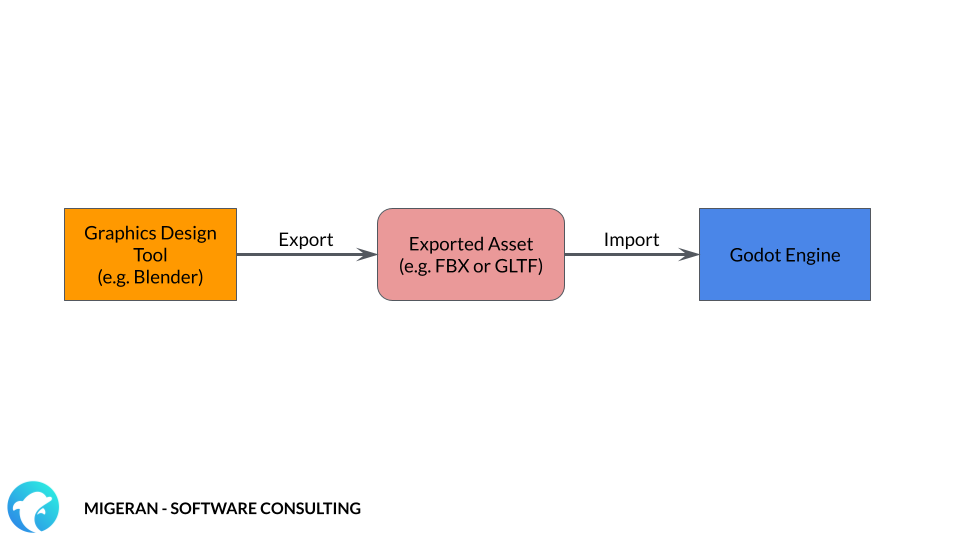 Graphics Design
Tool
(e.g. Blender)
Export
Exported Asset
(e.g. FBX or GLTF)
Import
Godot Engine
MIGERAN - SOFTWARE CONSULTING